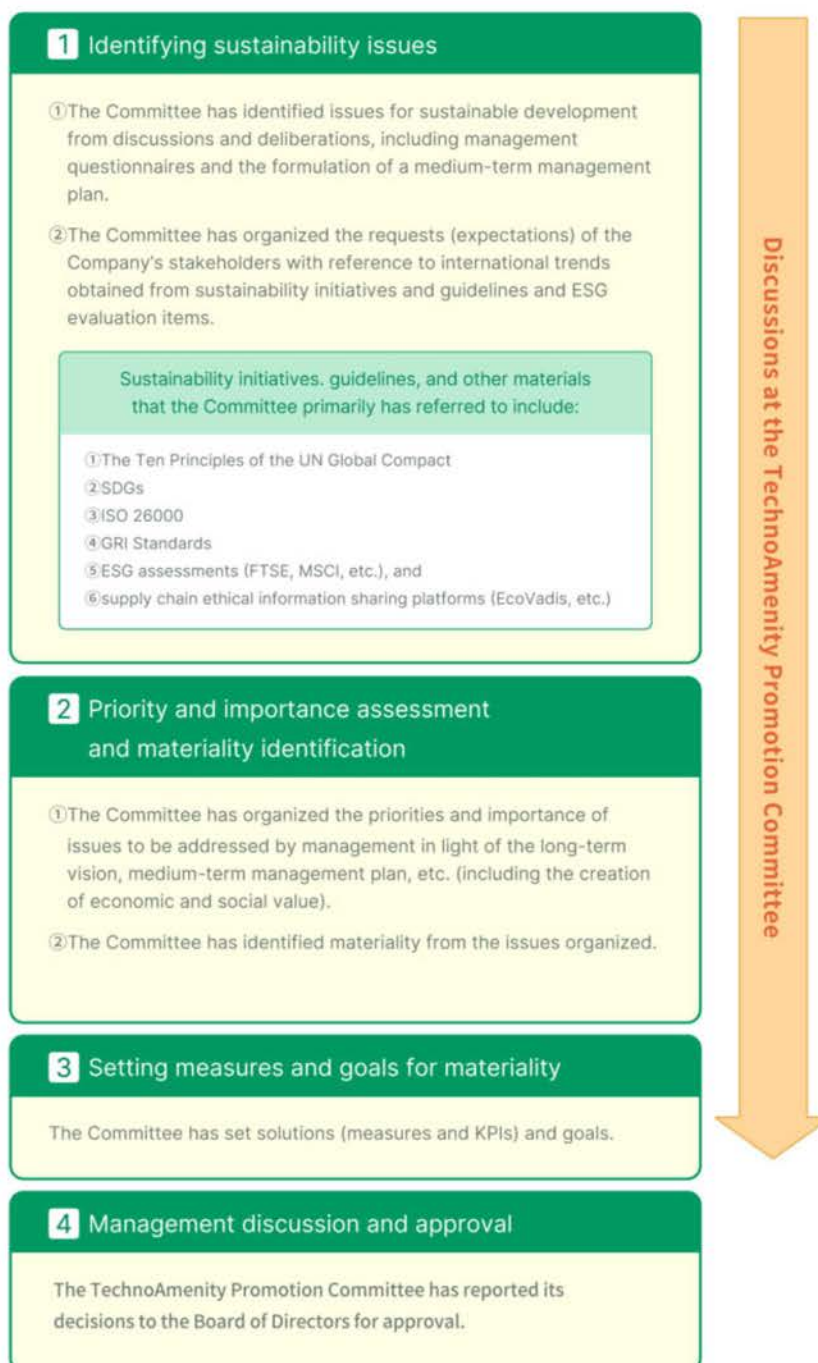 1 Identifying sustainability issues
①The Committee has identified issues for sustainable development
from discussions and deliberations, including management
questionnaires and the formulation of a medium-term management
plan.
②The Committee has organized the requests (expectations) of the
Company's stakeholders with reference to international trends
obtained from sustainability initiatives and guidelines and ESG
evaluation items.
Sustainability initiatives. guidelines, and other materials
that the Committee primarily has referred to include:
①The Ten Principles of the UN Global Compact
②SDGs
③ISO 26000
④GRI Standards
⑤ESG assessments (FTSE, MSCI, etc.), and
⑥supply chain ethical information sharing platforms (EcoVadis, etc.)
2 Priority and importance assessment
and materiality identification
①The Committee has organized the priorities and importance of
issues to be addressed by management in light of the long-term
vision, medium-term management plan, etc. (including the creation
of economic and social value).
②The Committee has identified materiality from the issues organized.
3 Setting measures and goals for materiality
The Committee has set solutions (measures and KPIs) and goals.
4 Management discussion and approval
The TechnoAmenity Promotion Committee has reported its
decisions to the Board of Directors for approval.
Discussions at the TechnoAmenity Promotion Committee